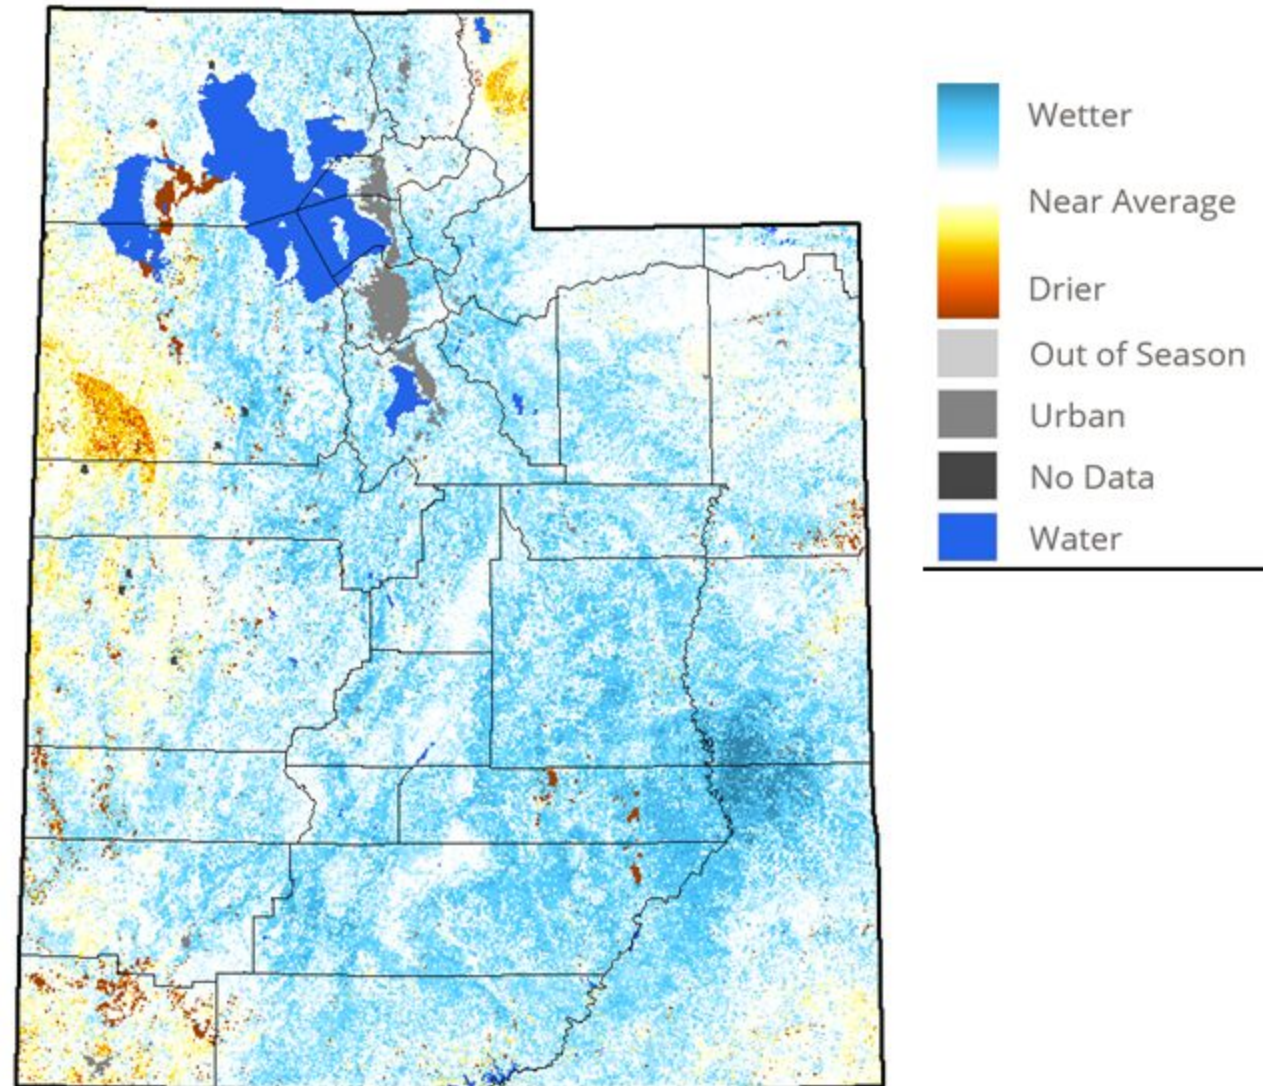 Wetter
Near Average
Drier
Out of Season
Urban
No Data
Water